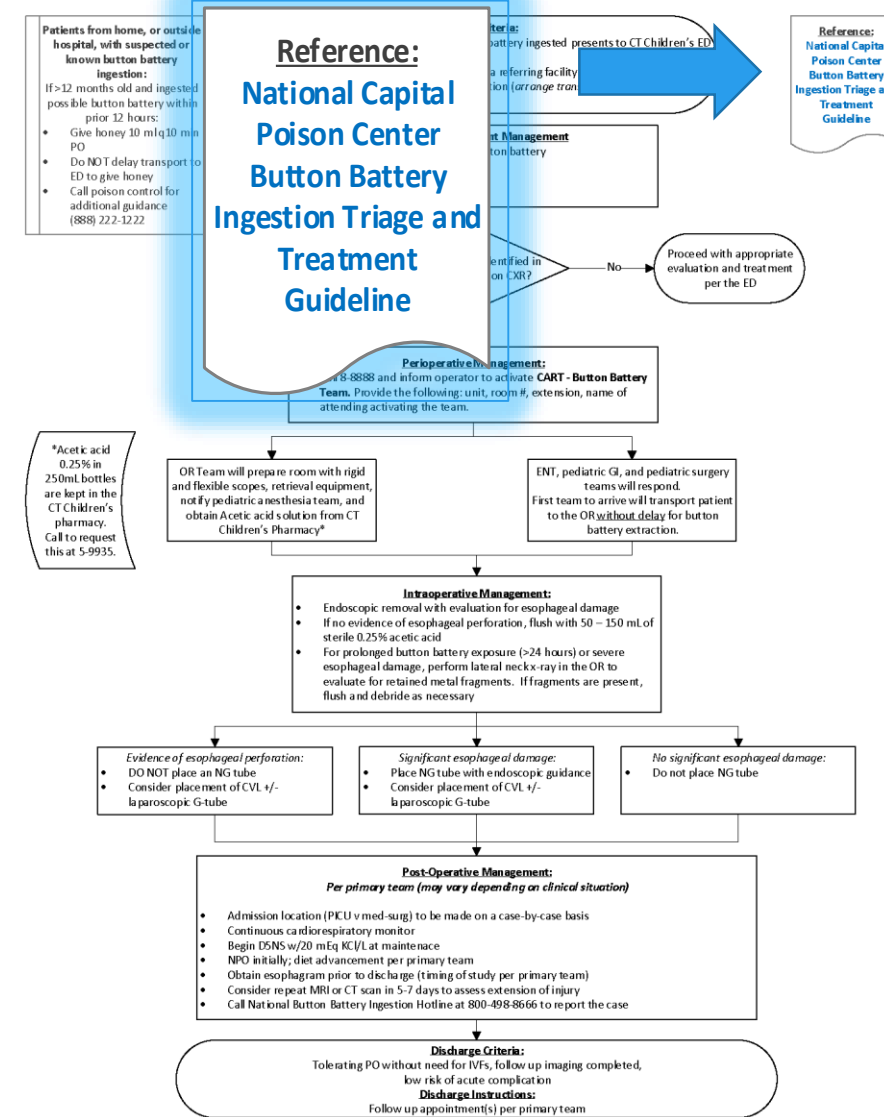 Patients from home, or outside
hospital, with suspected or
known button battery
ingestion:
If >12 months old and ingested
possible button battery within
prior 12 hours:
• Give honey 10 ml q10 min
PO
• Do NOT delay transport to
ED to give honey
• Call poison control for
additional guidance
(888) 222-1222
Reference:
National Capital
Poison Center
Button Battery
Ingestion Triage and
Treatment
Guideline
battery ingested presents to CT Children's ED
a referring facility
Management
battery
entified in
on CXR?
No
Proceed with appropriate
evaluation and treatment
per the ED
Reference:
National Capita
Poison Center
Button Battery
Ingestion Triage a
Treatment
Guideline
Perioperative Management:
8-8888 and inform operator to activate CART - Button Battery
Team. Provide the following: unit, room #, extension, name of
attending activating the team.
*Acetic acid
0.25% in
250mL bottles
are kept in the
CT Children's
pharmacy.
Call to request
this at 5-9935.
OR Team will prepare room with rigid
and flexible scopes, retrieval equipment,
notify pediatric anesthesia team, and
obtain Acetic acid solution from CT
Children's Pharmacy*
ENT, pediatric GI, and pediatric surgery
teams will respond.
First team to arrive will transport patient
to the OR without delay for button
battery extraction.
Intraoperative Management:
• Endoscopic removal with evaluation for esophageal damage
• If no evidence of esophageal perforation, flush with 50 – 150 mL of
sterile 0.25% acetic acid
• For prolonged button battery exposure (>24 hours) or severe
esophageal damage, perform lateral neck x-ray in the OR to
evaluate for retained metal fragments. If fragments are present,
flush and debride as necessary
Evidence of esophageal perforation:
• DO NOT place an NG tube
• Consider placement of CVL +/-
laparoscopic G-tube
Significant esophageal damage:
• Place NG tube with endoscopic guidance
• Consider placement of CVL +/-
laparoscopic G-tube
No significant esophageal damage:
• Do not place NG tube
Post-Operative Management:
Per primary team (may vary depending on clinical situation)
• Admission location (PICU v med-surg) to be made on a case-by-case basis
• Continuous cardiorespiratory monitor
• Begin D5NS w/20 mEq KCl/L at maintenace
• NPO initially; diet advancement per primary team
• Obtain esophagram prior to discharge (timing of study per primary team)
• Consider repeat MRI or CT scan in 5-7 days to assess extension of injury
• Call National Button Battery Ingestion Hotline at 800-498-8666 to report the case
Discharge Criteria:
Tolerating PO without need for IVFs, follow up imaging completed,
low risk of acute complication
Discharge Instructions:
Follow up appointment(s) per primary team